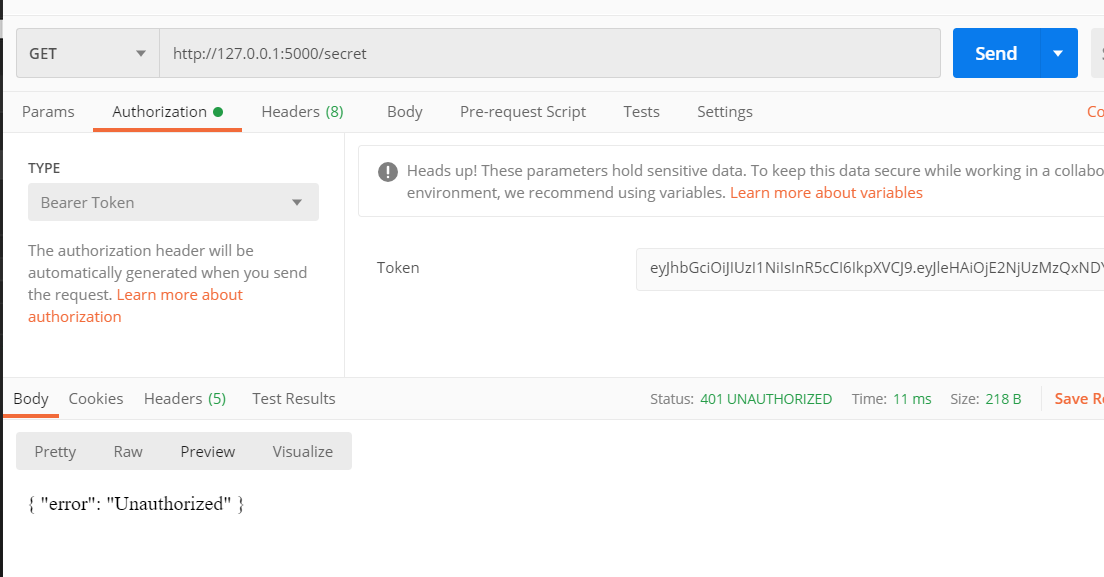 GET http://127.0.0.1:5000/secret Send
Params Authorization Headers (8) Body Pre-request Script Tests Settings Co
TYPE
Bearer Token
The authorization header will be
automatically generated when you send
the request. Learn more about
authorization
Heads up! These parameters hold sensitive data. To keep this data secure while working in a collabo
environment, we recommend using variables. Learn more about variables
Token eyJhbGciOiJIUzI1NiIsInR5cCI6IkpXVCJ9.eyJleHAiOjE2NjUzMzQxNDY
Body Cookies Headers (5) Test Results Status: 401 UNAUTHORIZED Time: 11 ms Size: 218 B Save Re
Pretty Raw Preview Visualize
{ "error": "Unauthorized" }